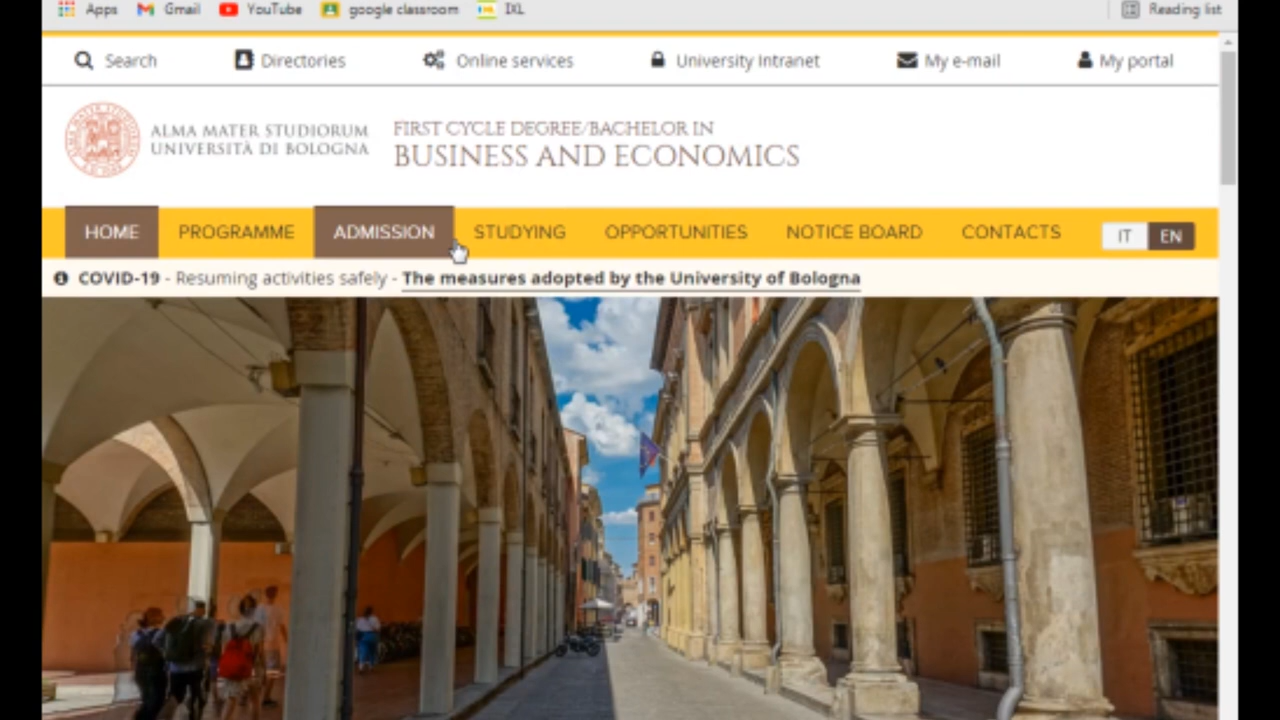 Apps Gmail YouTube google classroom IXL Reading list
Search Directories Online services University Intranet My e-mail My portal
ALMA MATER STUDIORUM
UNIVERSITÀ DI BOLOGNA
FIRST CYCLE DEGREE/BACHELOR IN
BUSINESS AND ECONOMICS
HOME PROGRAMME ADMISSION STUDYING OPPORTUNITIES NOTICE BOARD CONTACTS IT EN
COVID-19 - Resuming activities safely - The measures adopted by the University of Bologna